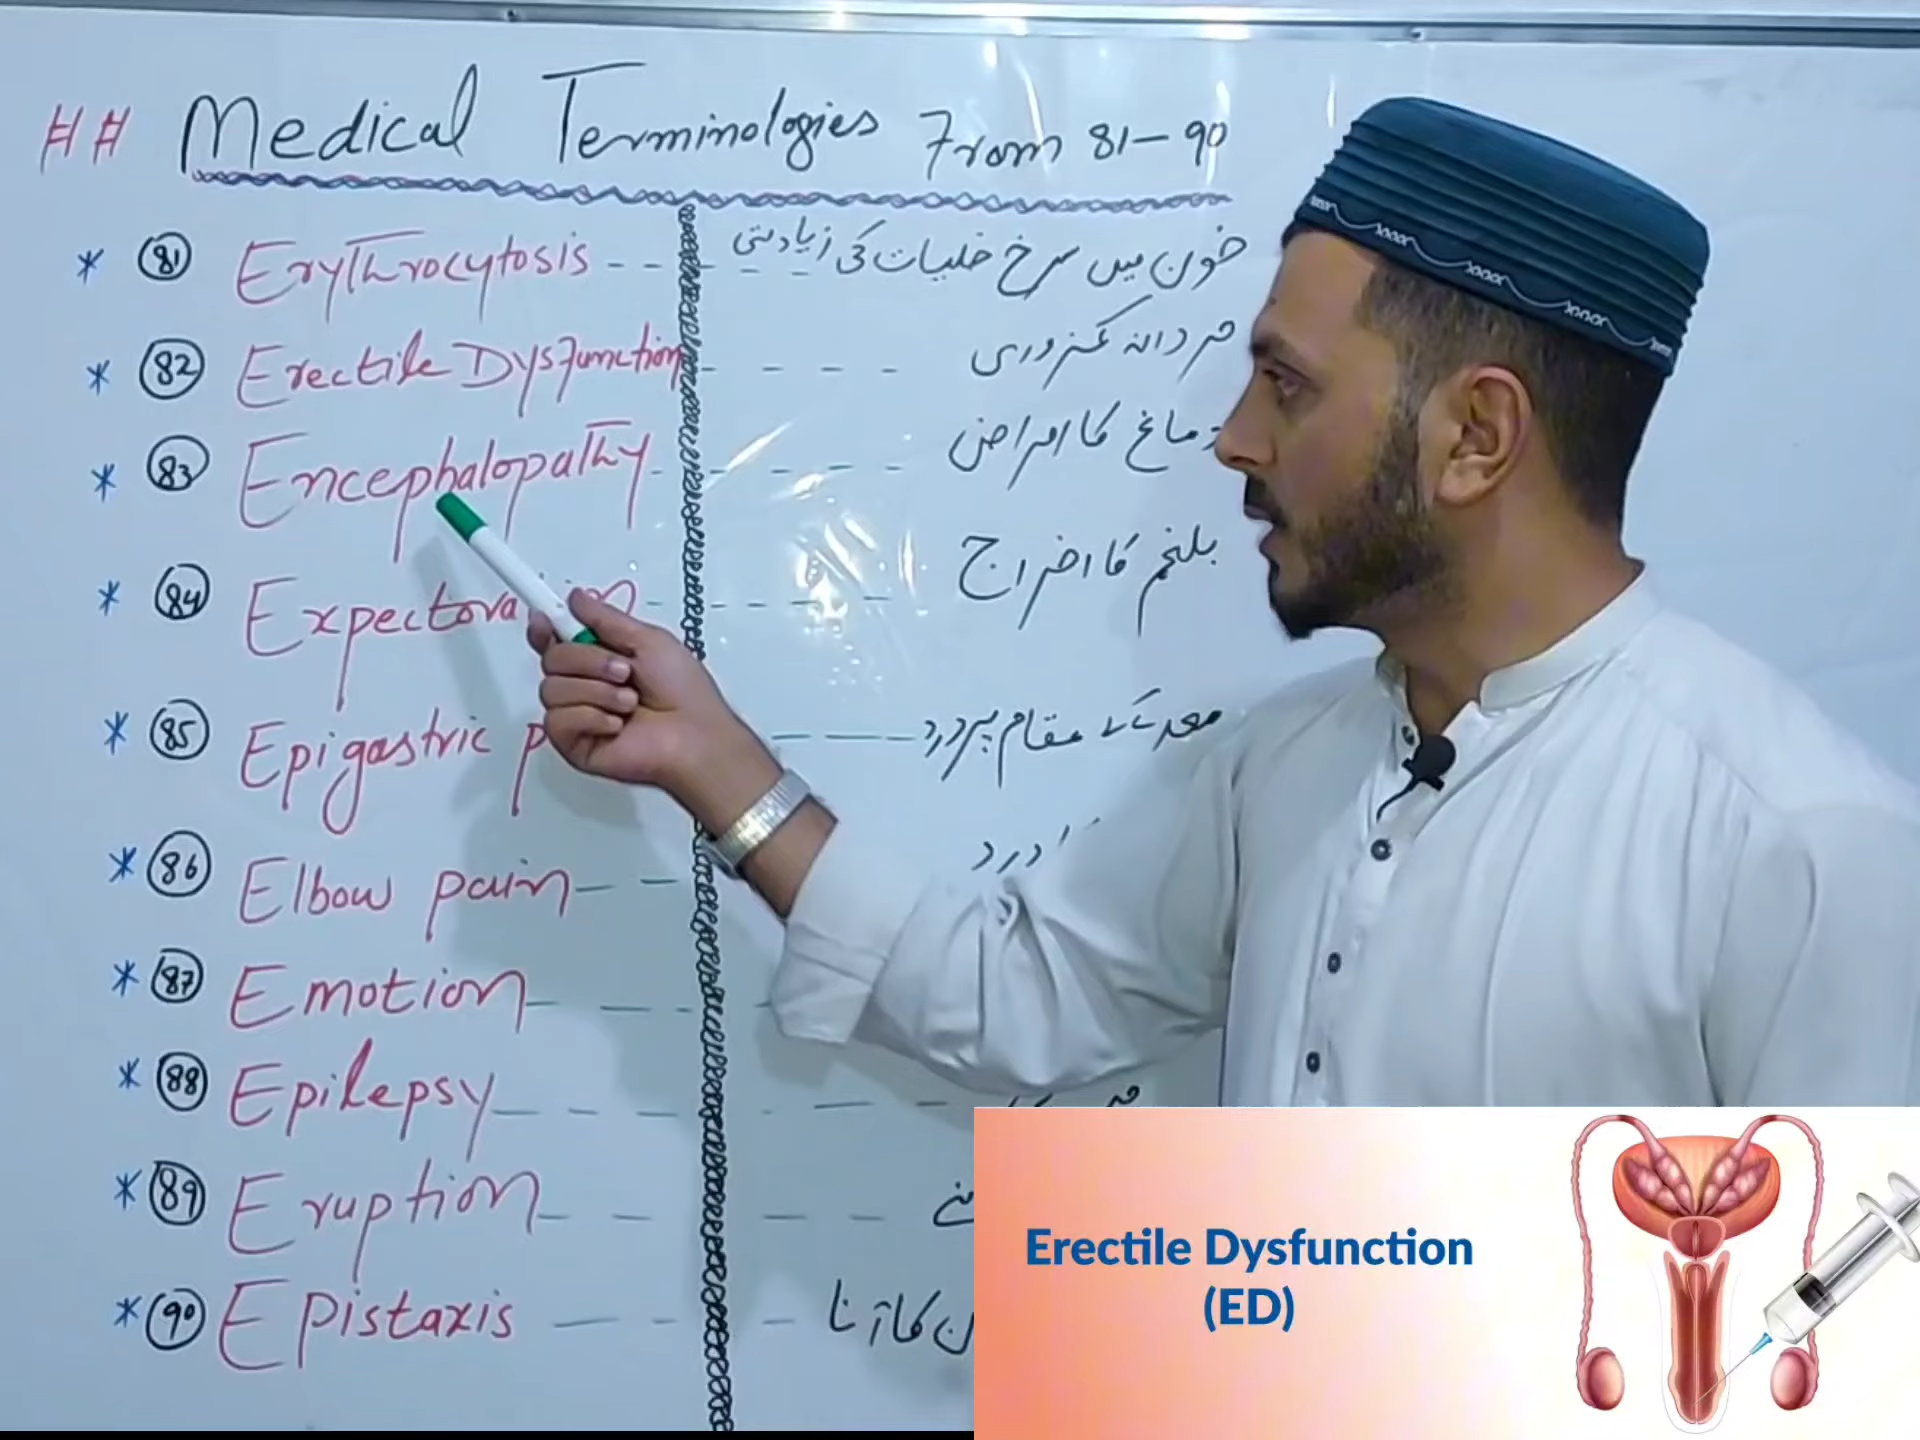 ## Medical Terminologies From 81-90
* 81 Erythrocytosis - - - - - خون میں سرخ خلیات کی زیادتی
* 82 Erectile Dysfunction - - - - مردانہ کمزوری
* 83 Encephalopathy - - - - دماغ کا امراض
* 84 Expectoration - - - - بلغم کا اخراج
* 85 Epigastric p - - - معدے کے مقام پر درد
* 86 Elbow pain - - درد
* 87 Emotion - - - -
* 88 Epilepsy - - - - - -
* 89 Eruption - - - -
* 90 Epistaxis - - - کا آنا
Erectile Dysfunction
(ED)